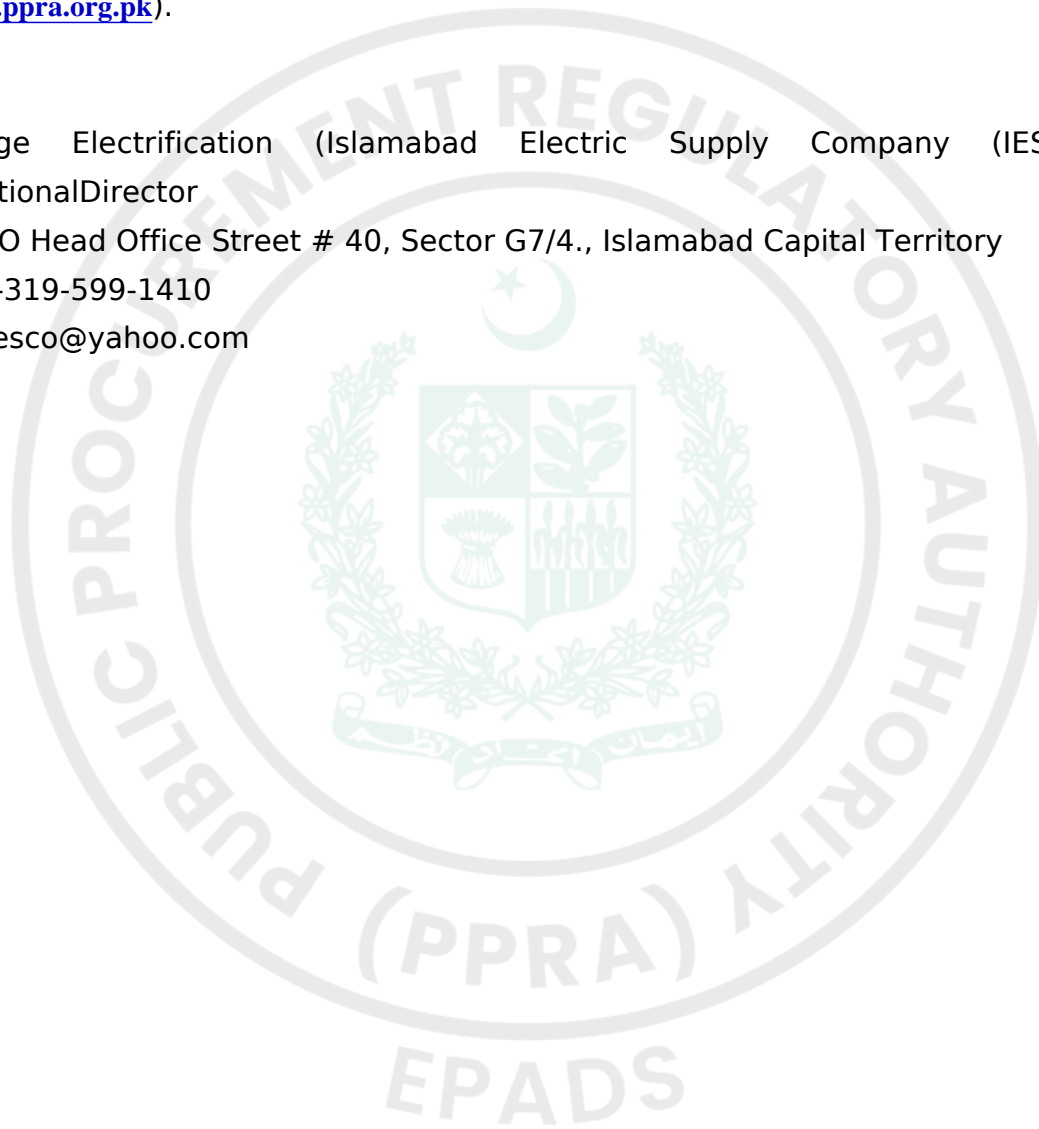 .ppra.org.pk).
ge Electrification (Islamabad Electric Supply Company (IES
tionalDirector
O Head Office Street # 40, Sector G7/4., Islamabad Capital Territory
-319-599-1410
esco@yahoo.com
PUBLIC PROCUREMENT REGULATORY AUTHORITY
(PPRA)
EPADS